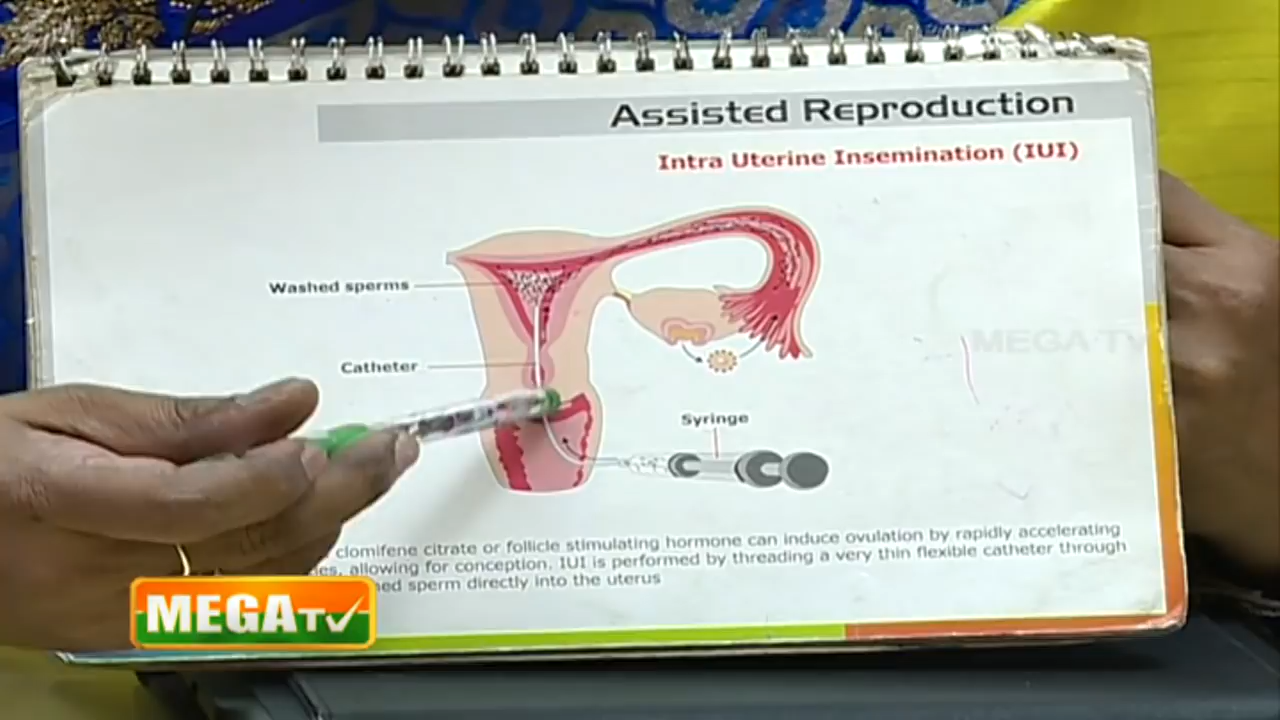 Assisted Reproduction
Intra Uterine Insemination (IUI)
Washed sperms
Catheter
Syringe
clomifene citrate or follicle stimulating hormone can induce ovulation by rapidly accelerating
allowing for conception. IUI is performed by threading a very thin flexible catheter through
sperm directly into the uterus
MEGA TV
MEGA TV